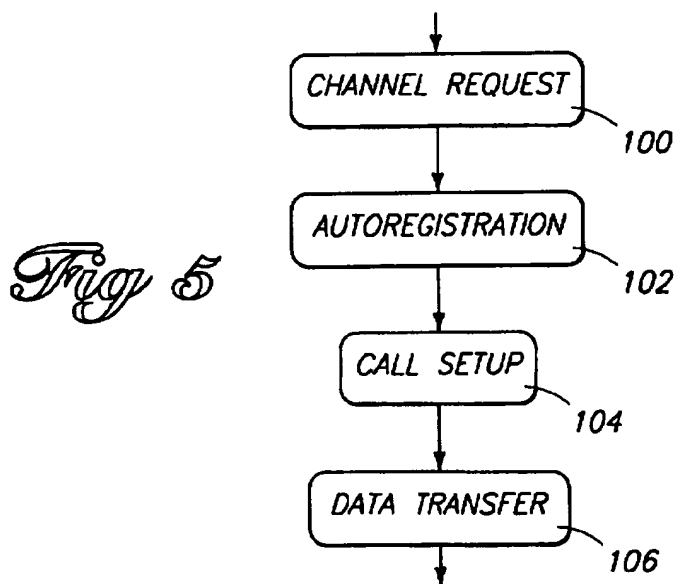 CHANNEL REQUEST
100
AUTOREGISTRATION
102
Fig 5
CALL SETUP
104
DATA TRANSFER
106